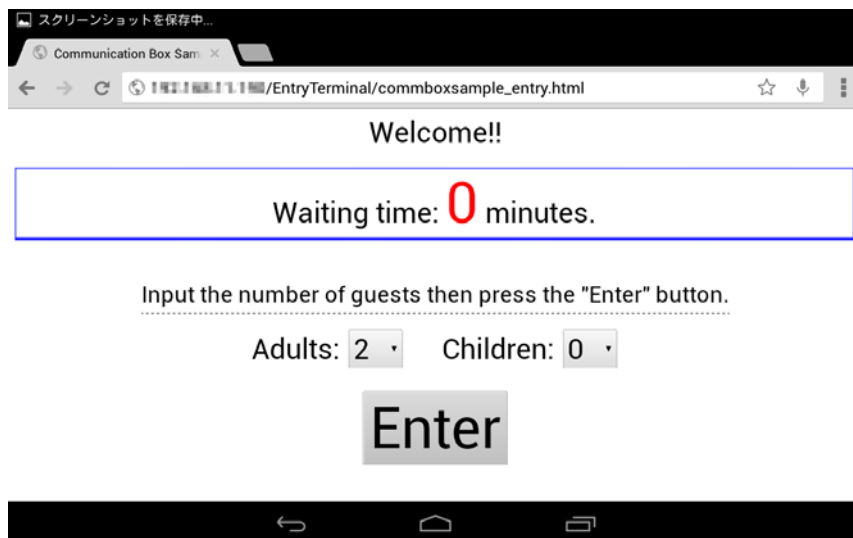 スクリーンショットを保存中...
Communication Box Sam
/EntryTerminal/commboxsample_entry.html
Welcome!!
Waiting time: 0 minutes.
Input the number of guests then press the "Enter" button.
Adults: 2 Children: 0
Enter